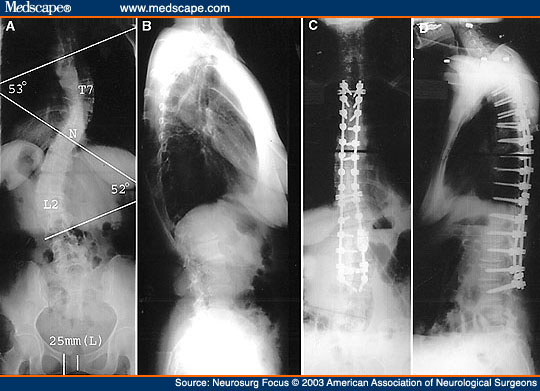 Medscape® www.medscape.com
A B C D
53°
T7
N
52°
L2
25mm(L)
Source: Neurosurg Focus © 2003 American Association of Neurological Surgeons